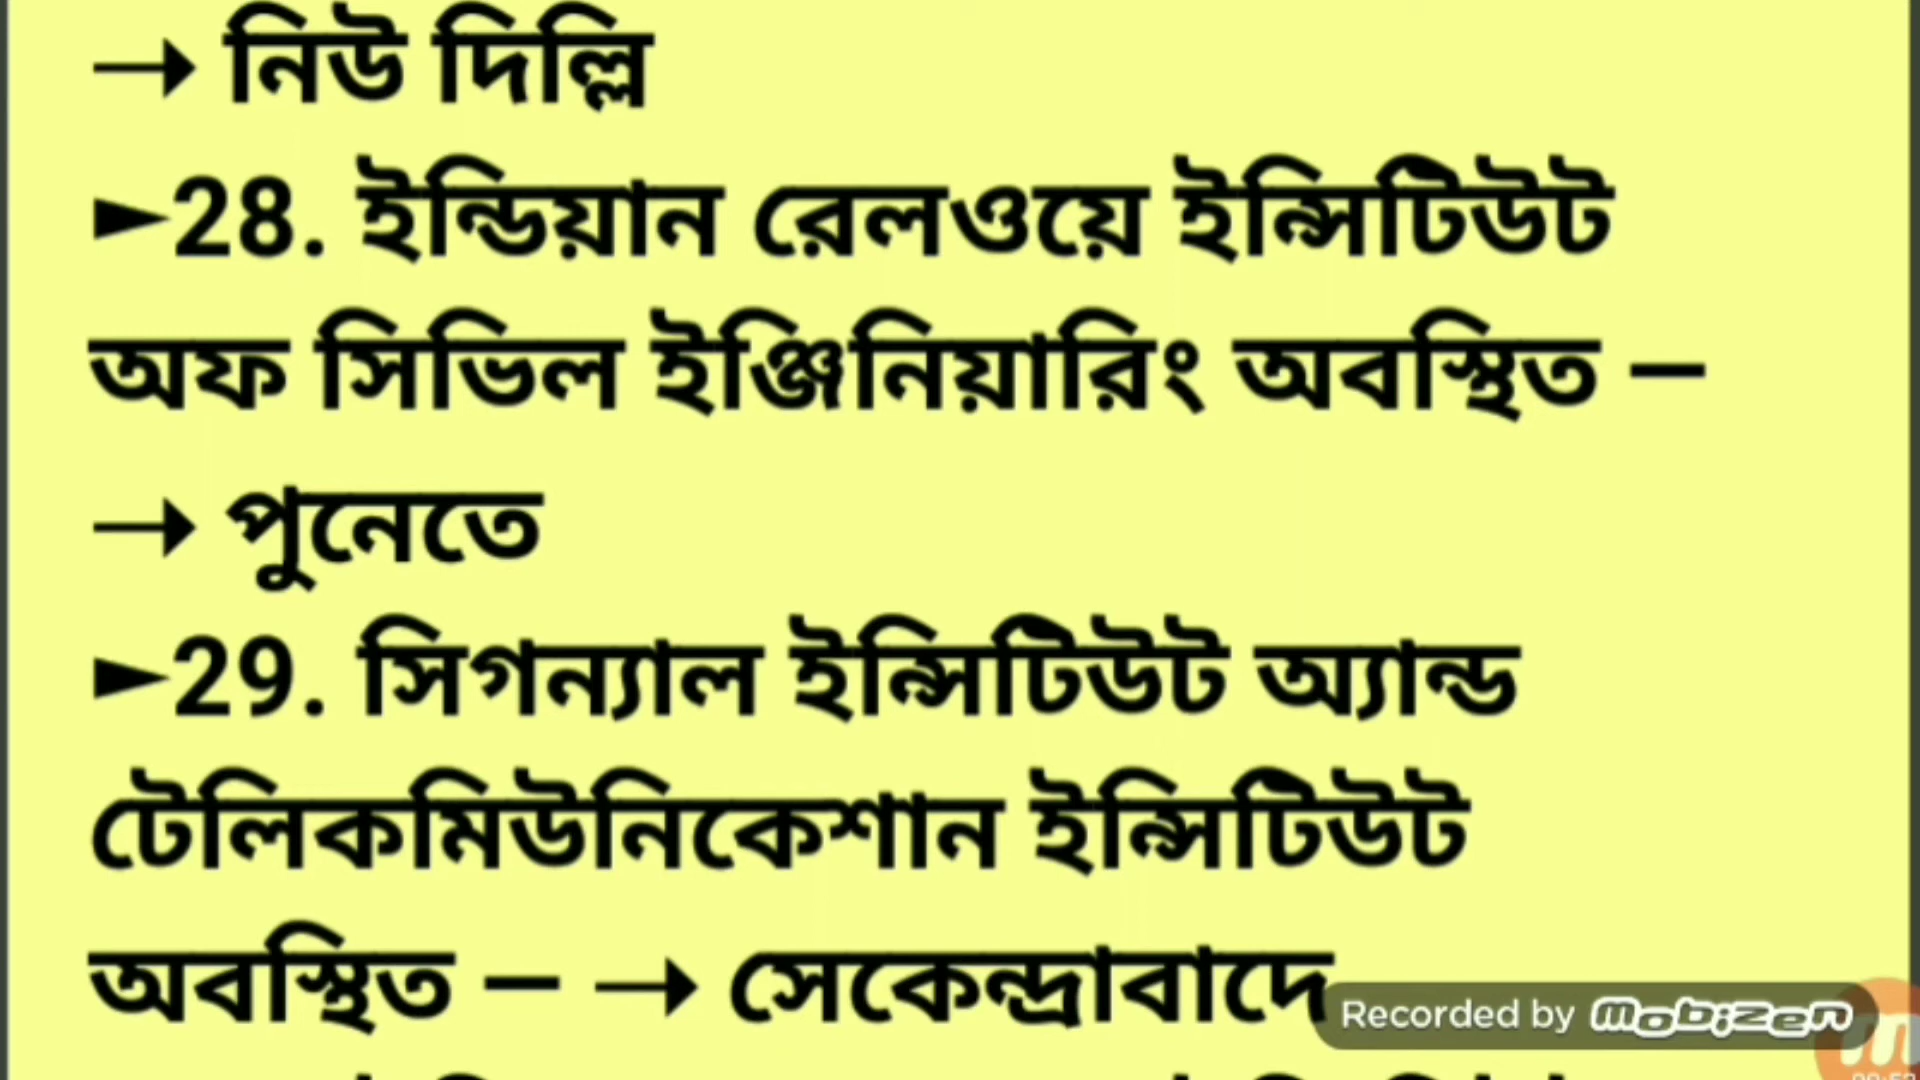 → নিউ দিল্লি
►28. ইন্ডিয়ান রেলওয়ে ইন্সিটিউট
অফ সিভিল ইঞ্জিনিয়ারিং অবস্থিত –
→ পুনেতে
►29. সিগন্যাল ইন্সিটিউট অ্যান্ড
টেলিকমিউনিকেশান ইন্সিটিউট
অবস্থিত – → সেকেন্দ্রাবাদে
Recorded by mobizen